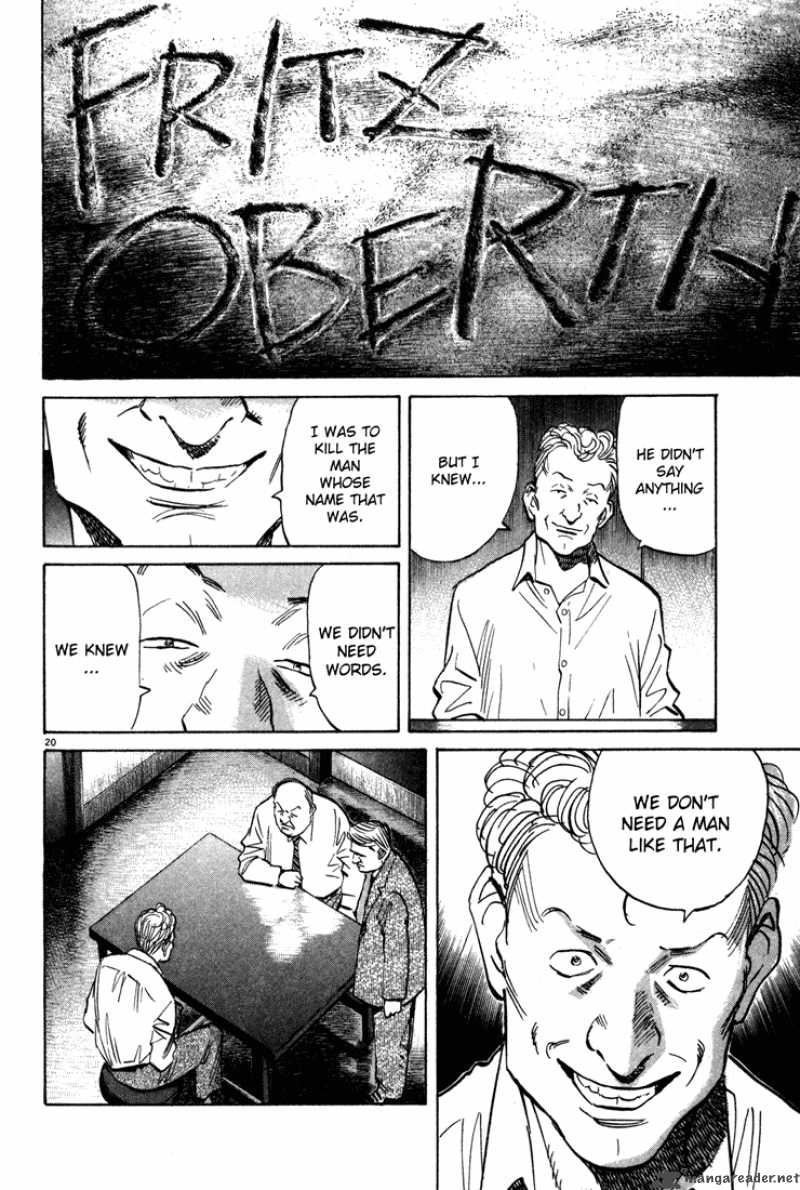 FRITZ
OBERTH
HE DIDN'T
SAY
ANYTHING
...
BUT I
KNEW...
I WAS TO
KILL THE
MAN
WHOSE
NAME THAT
WAS.
WE DIDN'T
NEED
WORDS.
WE KNEW
...
20
WE DON'T
NEED A MAN
LIKE THAT.
mangareader.net